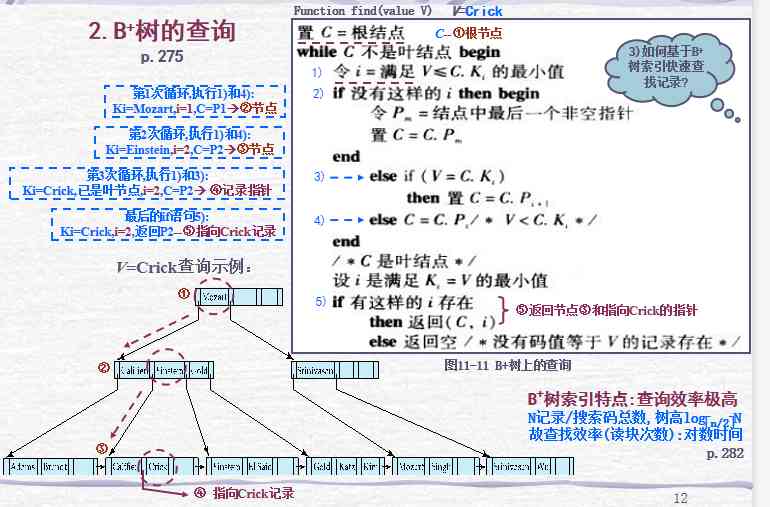 2. B⁺树的查询
p. 275
Function find(value V) V=Crick
置 C = 根结点 C—①根节点
while C 不是叶结点 begin
1) 令 i = 满足 V ≤ C. Kᵢ 的最小值
2) if 没有这样的 i then begin
令 Pₘ = 结点中最后一个非空指针
置 C = C. Pₘ
end
3) else if ( V = C. Kᵢ )
then 置 C = C. Pᵢ₊₁
4) else C = C. Pᵢ / * V < C. Kᵢ * /
end
/ * C 是叶结点 * /
设 i 是满足 Kᵢ = V 的最小值
5) if 有这样的 i 存在
then 返回( C, i )
else 返回空 / * 没有码值等于 V 的记录存在 * /
⑤返回节点③和指向Crick的指针
3)如何基于B+
树索引快速查
找记录?
第1次循环,执行1)和4):
Ki=Mozart,i=1,C=P1→②节点
第2次循环,执行1)和4):
Ki=Einstein,i=2,C=P2→③节点
第3次循环,执行1)和3):
Ki=Crick,已是叶节点,i=2,C=P2→ ④记录指针
最后的if语句5):
Ki=Crick,i=2,返回P2—⑤指向Crick记录
V=Crick查询示例:
图11-11 B+树上的查询
① Mozart
② Einstein Gold Srinivasan
③
Adams Brandt Califieri Crick Einstein El Said Gold Katz Kim Mozart Singh Srinivasan Wu
④ 指向Crick记录
B⁺树索引特点:查询效率极高
N记录/搜索码总数, 树高log⌈n/2⌉N
故查找效率(读块次数):对数时间
p. 282
12